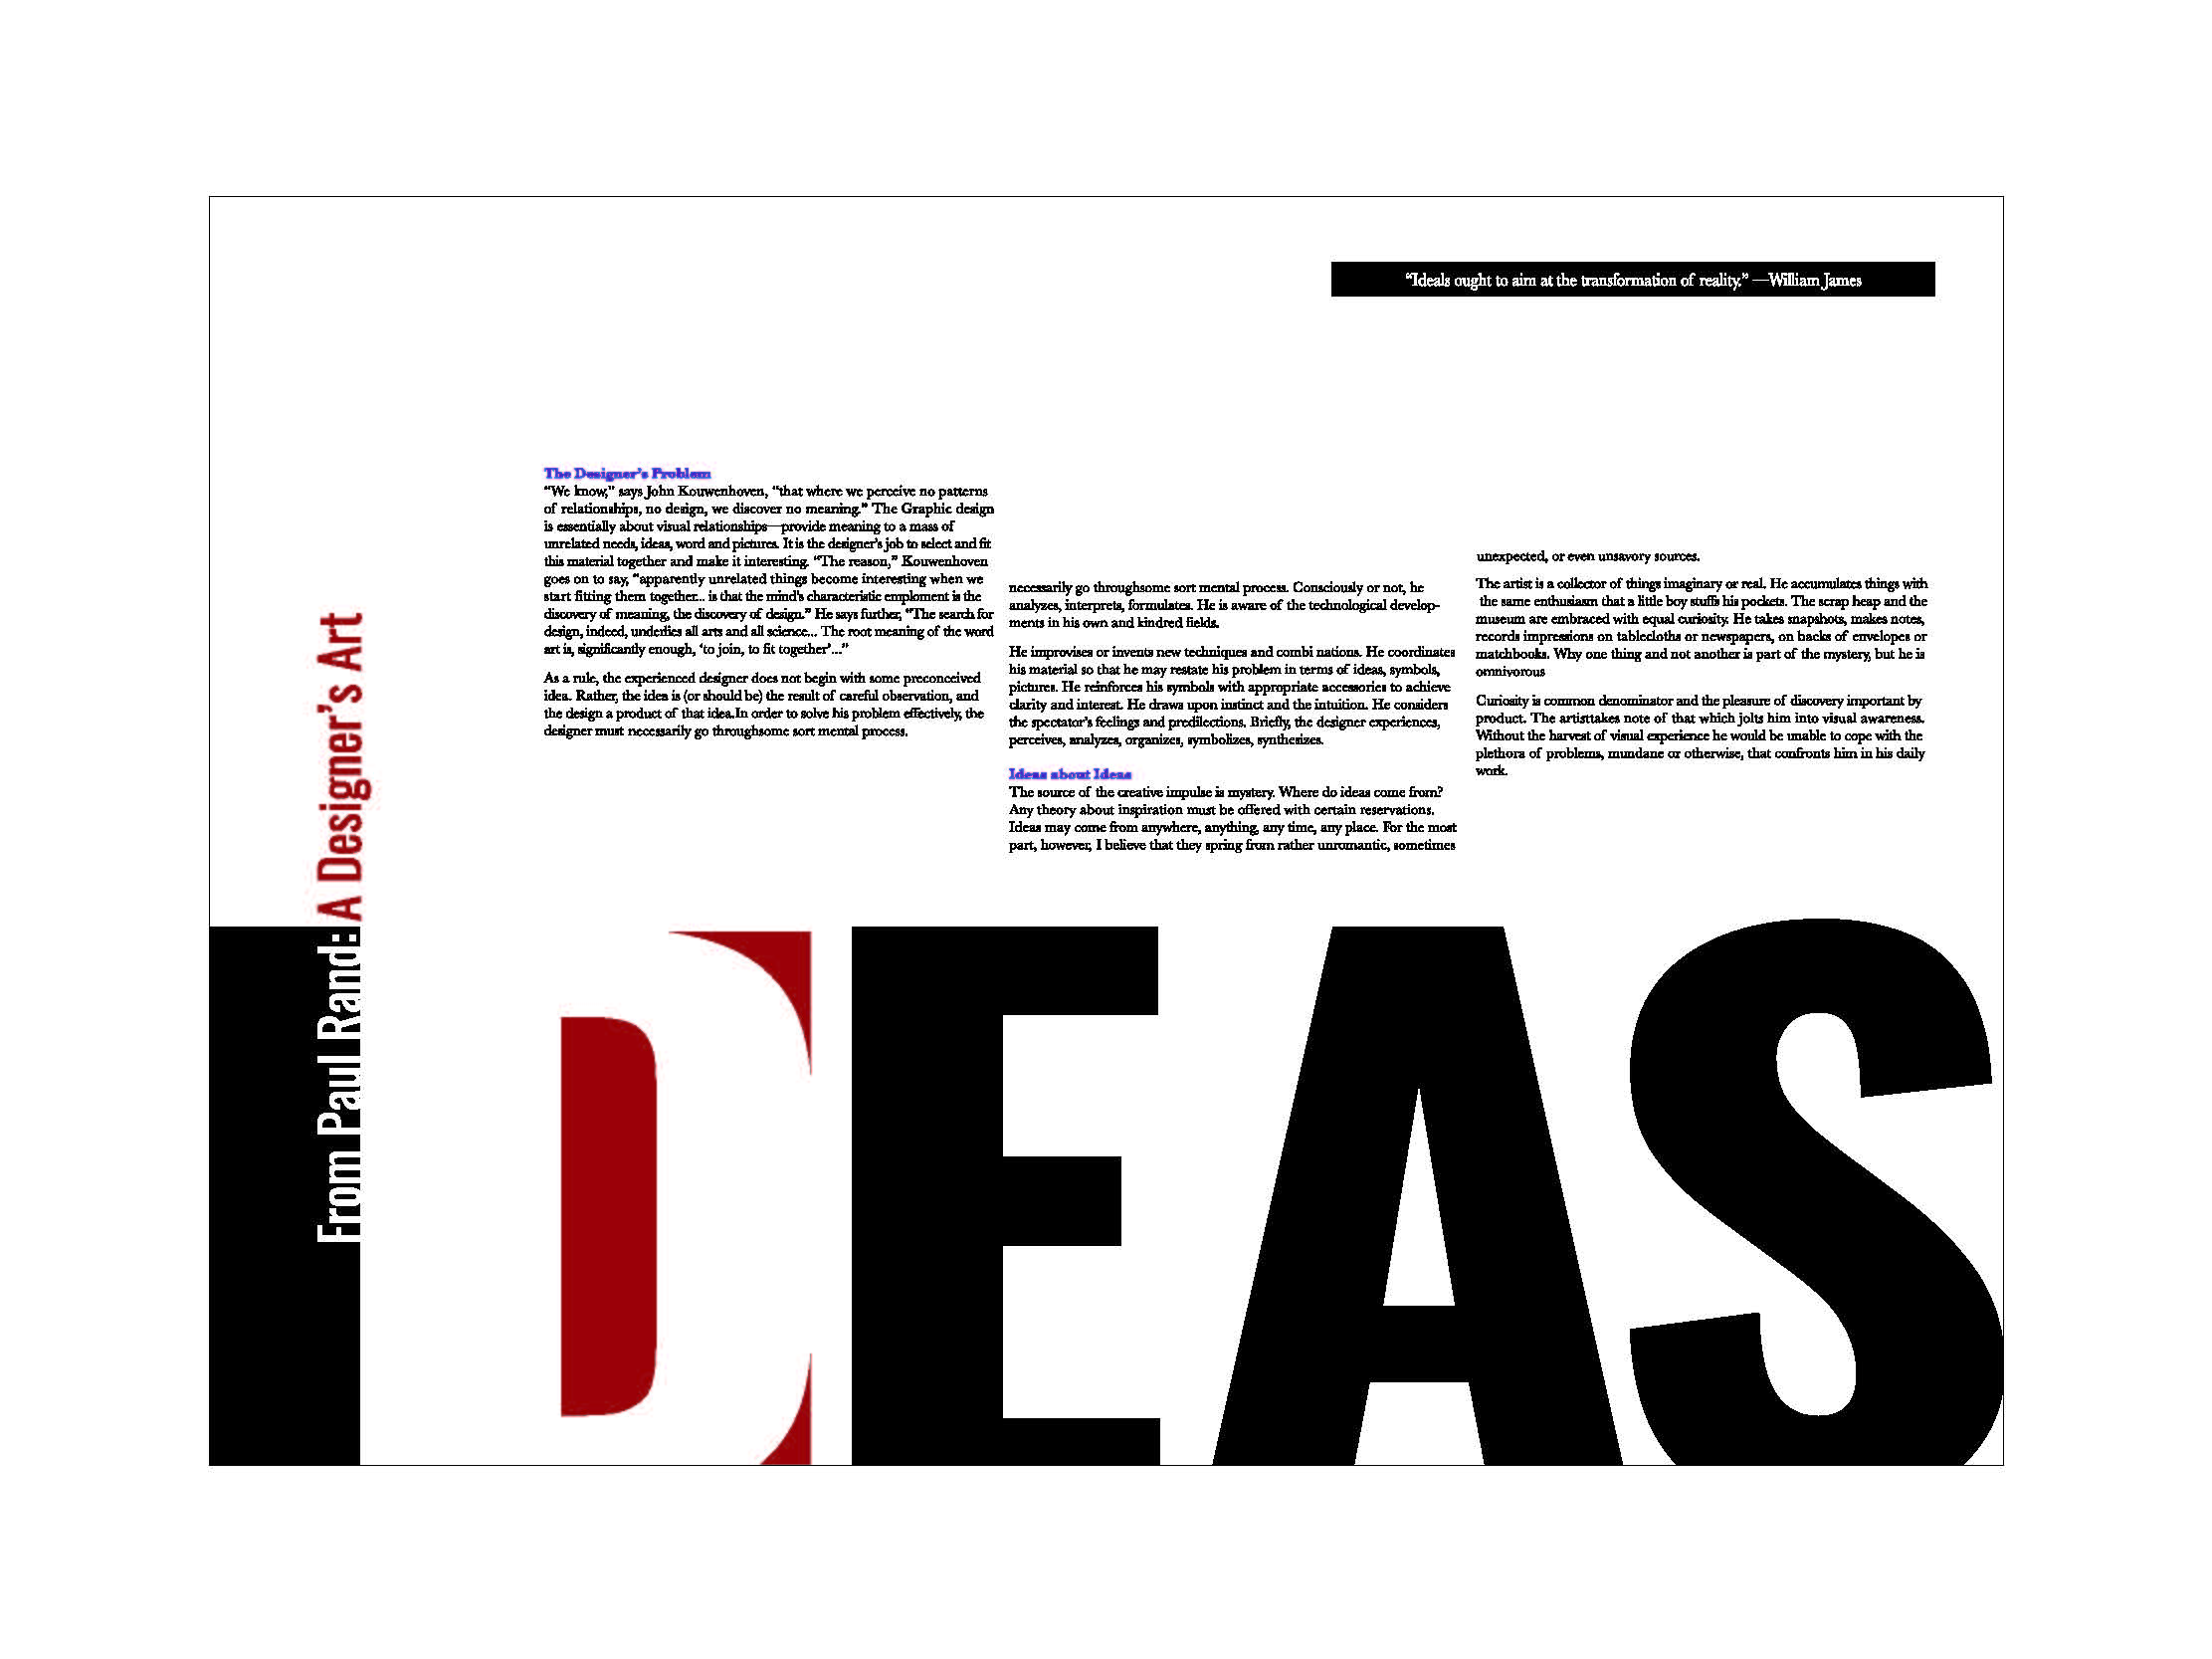 "Ideals ought to aim at the transformation of reality." —William James
The Designer's Problem
"We know," says John Kouwenhoven, "that where we perceive no patterns
of relationships, no design, we discover no meaning." The Graphic design
is essentially about visual relationships—provide meaning to a mass of
unrelated needs, ideas, word and pictures. It is the designer's job to select and fit
this material together and make it interesting. "The reason," Kouwenhoven
goes on to say, "apparently unrelated things become interesting when we
start fitting them together... is that the mind's characteristic emploment is the
discovery of meaning, the discovery of design." He says further, "The search for
design, indeed, underlies all arts and all science... The root meaning of the word
art is, significantly enough, 'to join, to fit together'..."
As a rule, the experienced designer does not begin with some preconceived
idea. Rather, the idea is (or should be) the result of careful observation, and
the design a product of that idea.In order to solve his problem effectively, the
designer must necessarily go throughsome sort mental process.
necessarily go throughsome sort mental process. Consciously or not, he
analyzes, interprets, formulates. He is aware of the technological develop-
ments in his own and kindred fields.
He improvises or invents new techniques and combi nations. He coordinates
his material so that he may restate his problem in terms of ideas, symbols,
pictures. He reinforces his symbols with appropriate accessories to achieve
clarity and interest. He draws upon instinct and the intuition. He considers
the spectator's feelings and predilections. Briefly, the designer experiences,
perceives, analyzes, organizes, symbolizes, synthesizes.
Ideas about Ideas
The source of the creative impulse is mystery. Where do ideas come from?
Any theory about inspiration must be offered with certain reservations.
Ideas may come from anywhere, anything, any time, any place. For the most
part, however, I believe that they spring from rather unromantic, sometimes
unexpected, or even unsavory sources.
The artist is a collector of things imaginary or real. He accumulates things with
the same enthusiasm that a little boy stuffs his pockets. The scrap heap and the
museum are embraced with equal curiosity. He takes snapshots, makes notes,
records impressions on tablecloths or newspapers, on backs of envelopes or
matchbooks. Why one thing and not another is part of the mystery, but he is
omnivorous
Curiosity is common denominator and the pleasure of discovery important by
product. The artisttakes note of that which jolts him into visual awareness.
Without the harvest of visual experience he would be unable to cope with the
plethora of problems, mundane or otherwise, that confronts him in his daily
work.
From Paul Rand: A Designer's Art
IDEAS